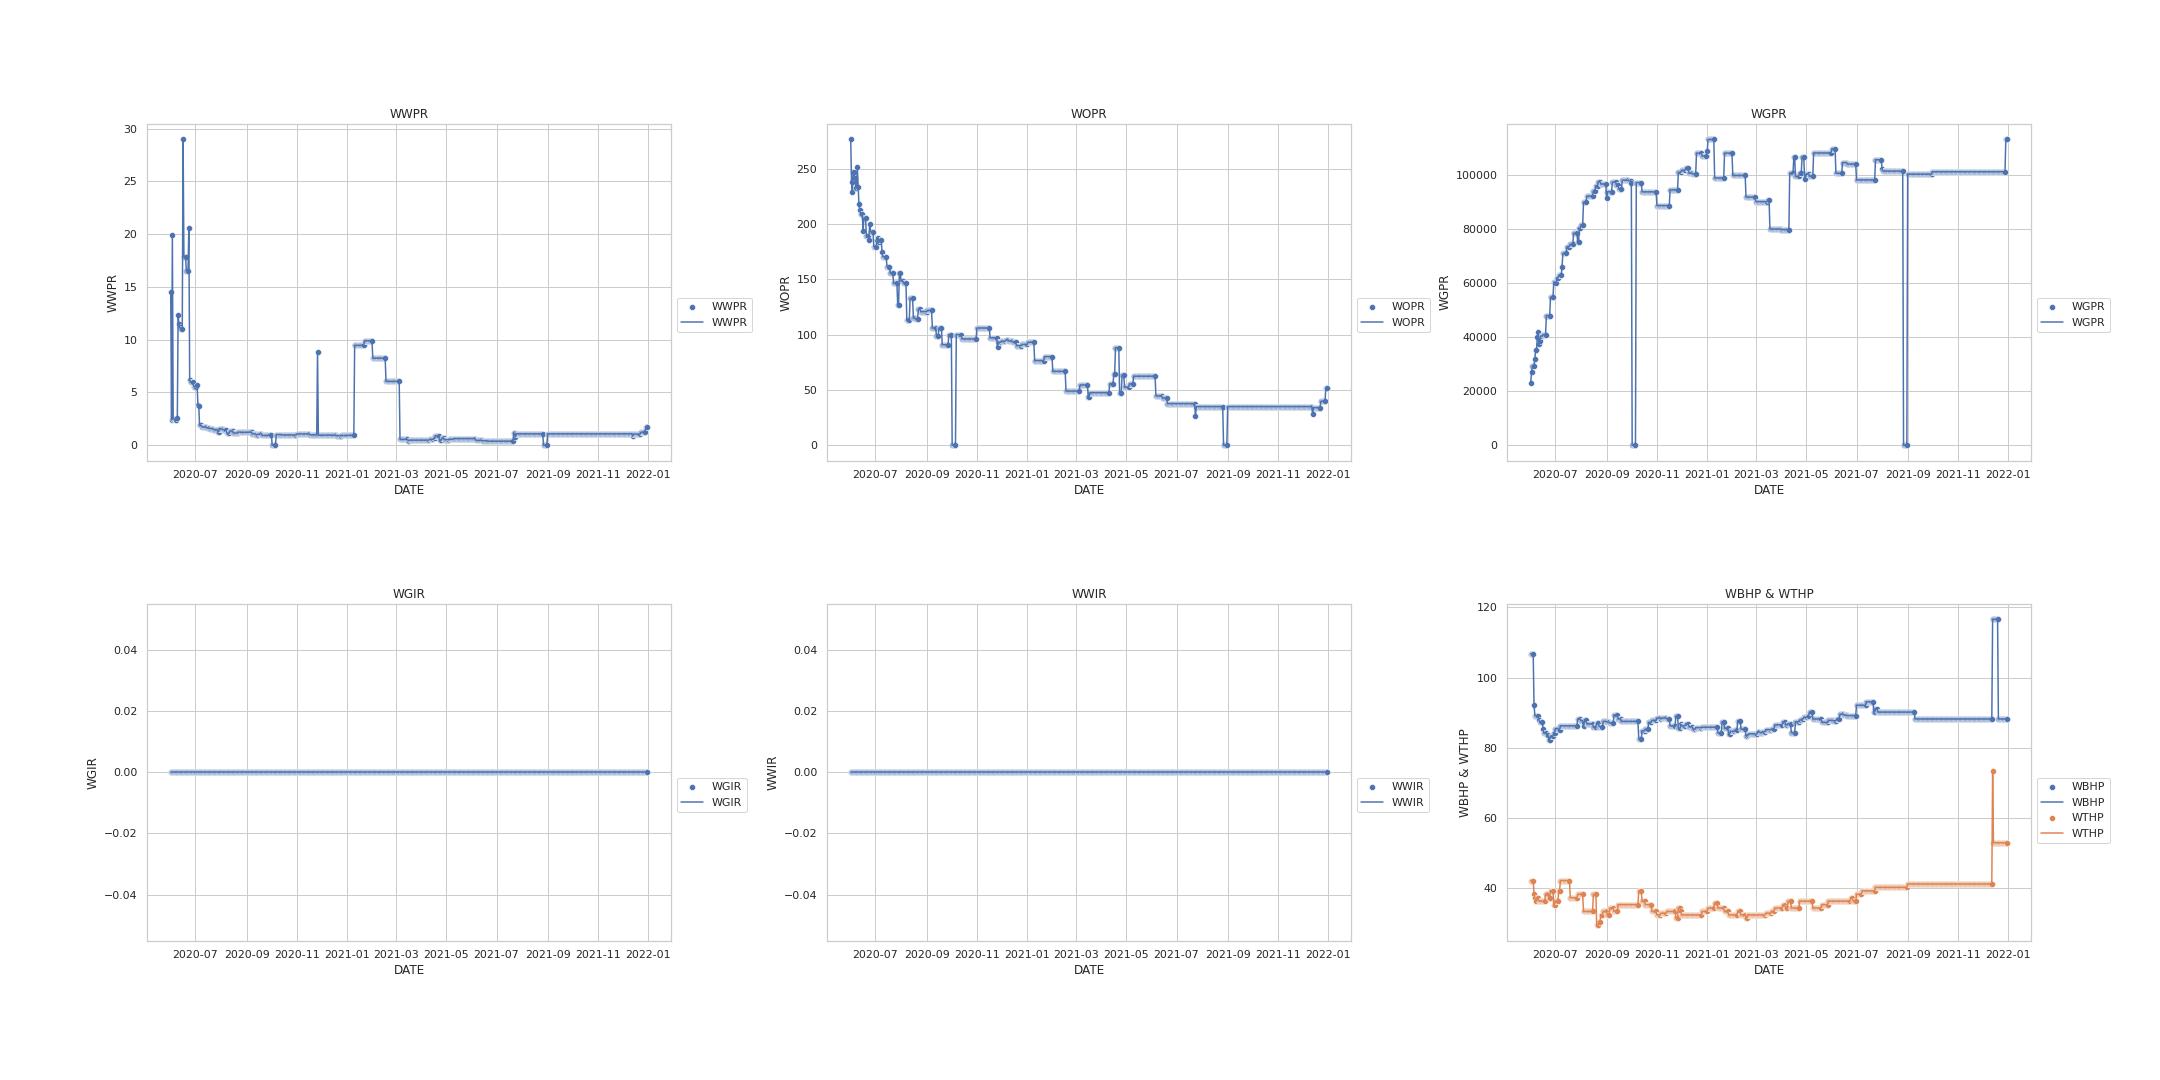 WWPR
30
25
20
15
10
5
0
WWPR
WWPR
WWPR
2020-07 2020-09 2020-11 2021-01 2021-03 2021-05 2021-07 2021-09 2021-11 2022-01
DATE
WOPR
250
200
150
100
50
0
WOPR
WOPR
WOPR
2020-07 2020-09 2020-11 2021-01 2021-03 2021-05 2021-07 2021-09 2021-11 2022-01
DATE
WGPR
100000
80000
60000
40000
20000
0
WGPR
WGPR
WGPR
2020-07 2020-09 2020-11 2021-01 2021-03 2021-05 2021-07 2021-09 2021-11 2022-01
DATE
WGIR
0.04
0.02
0.00
−0.02
−0.04
WGIR
WGIR
WGIR
2020-07 2020-09 2020-11 2021-01 2021-03 2021-05 2021-07 2021-09 2021-11 2022-01
DATE
WWIR
0.04
0.02
0.00
−0.02
−0.04
WWIR
WWIR
WWIR
2020-07 2020-09 2020-11 2021-01 2021-03 2021-05 2021-07 2021-09 2021-11 2022-01
DATE
WBHP & WTHP
120
100
80
60
40
WBHP & WTHP
WBHP
WBHP
WTHP
WTHP
2020-07 2020-09 2020-11 2021-01 2021-03 2021-05 2021-07 2021-09 2021-11 2022-01
DATE